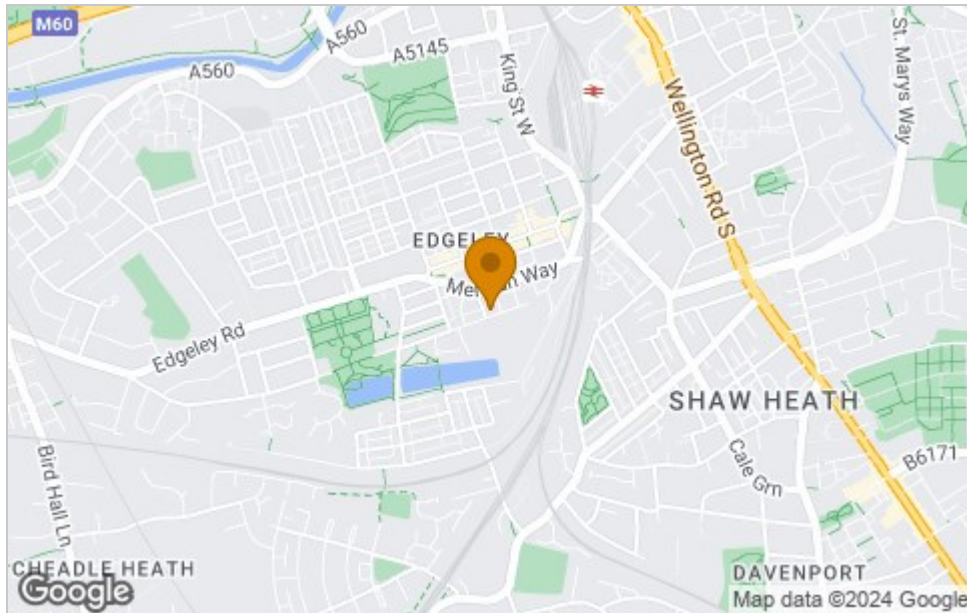 M60
A560
A5145
A560
King St W
St. Marys Way
Wellington Rd S
EDGELEY
Way
Edgeley Rd
SHAW HEATH
Cale Grn
B6171
Bird Hall Ln
CHEADLE HEATH
DAVENPORT
Google
Map data ©2024 Google